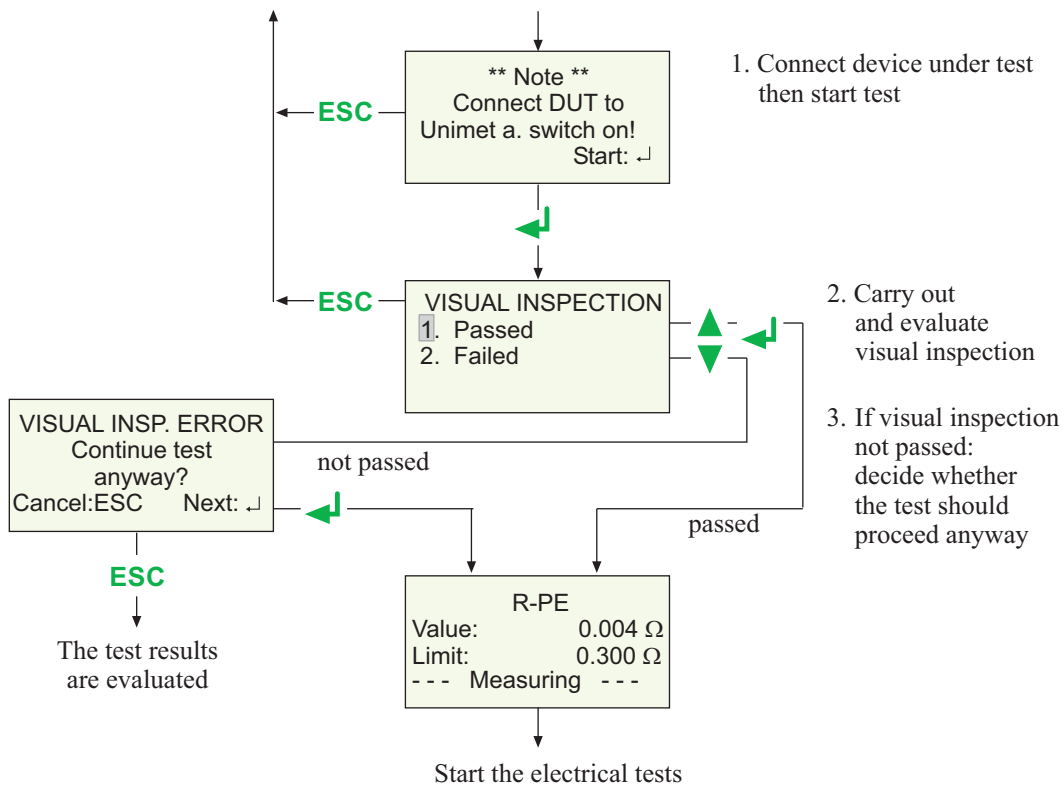 ** Note **
Connect DUT to
Unimet a. switch on!
Start: ↵
ESC
1. Connect device under test
then start test
ESC
VISUAL INSPECTION
1. Passed
2. Failed
2. Carry out
and evaluate
visual inspection
VISUAL INSP. ERROR
Continue test
anyway?
Cancel:ESC Next: ↵
not passed
passed
3. If visual inspection
not passed:
decide whether
the test should
proceed anyway
ESC
The test results
are evaluated
R-PE
Value: 0.004 Ω
Limit: 0.300 Ω
- - - Measuring - - -
Start the electrical tests